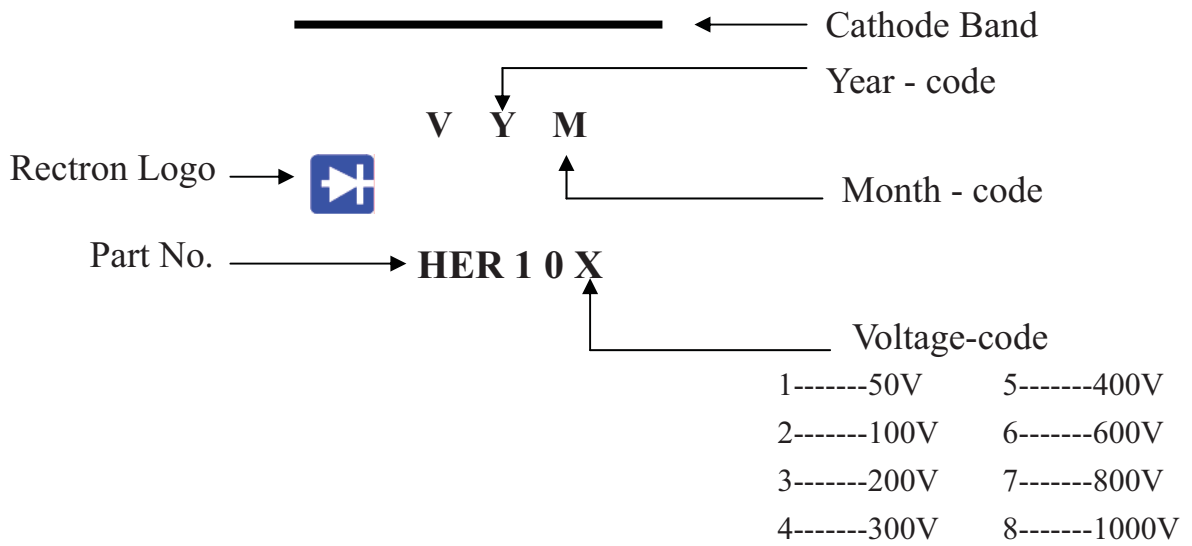 Cathode Band
Year - code
V Y M
Rectron Logo
Month - code
Part No.
HER 1 0 X
Voltage-code
1-------50V 5-------400V
2-------100V 6-------600V
3-------200V 7-------800V
4-------300V 8-------1000V